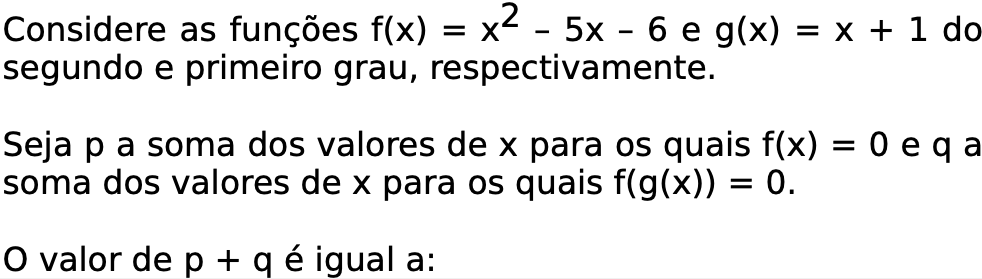 Considere as funções f(x) = x² – 5x – 6 e g(x) = x + 1 do
segundo e primeiro grau, respectivamente.
Seja p a soma dos valores de x para os quais f(x) = 0 e q a
soma dos valores de x para os quais f(g(x)) = 0.
O valor de p + q é igual a: